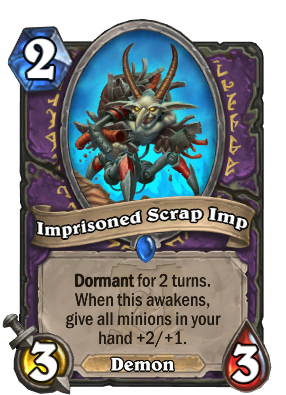 2
Imprisoned Scrap Imp
Dormant for 2 turns.
When this awakens,
give all minions in your
hand +2/+1.
3
Demon
3